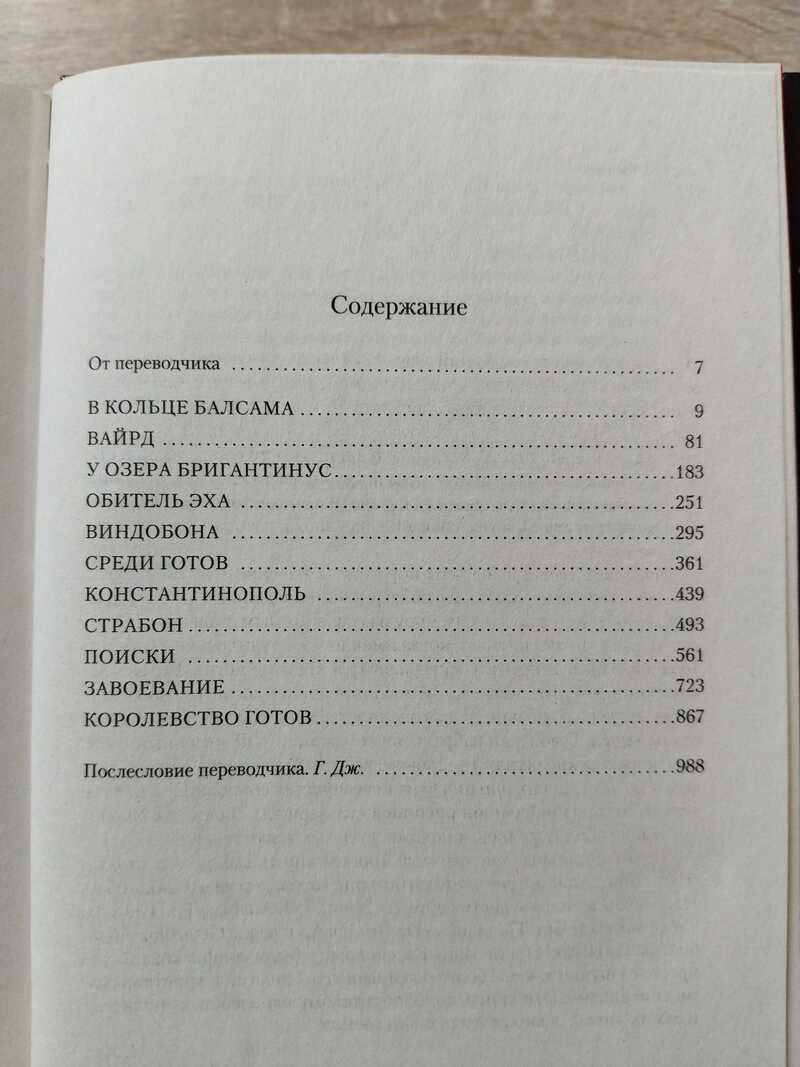 Содержание
От переводчика ........................................ 7
В КОЛЬЦЕ БАЛСАМА ........................................ 9
ВАЙРД ........................................ 81
У ОЗЕРА БРИГАНТИНУС ........................................ 183
ОБИТЕЛЬ ЭХА ........................................ 251
ВИНДОБОНА ........................................ 295
СРЕДИ ГОТОВ ........................................ 361
КОНСТАНТИНОПОЛЬ ........................................ 439
СТРАБОН ........................................ 493
ПОИСКИ ........................................ 561
ЗАВОЕВАНИЕ ........................................ 723
КОРОЛЕВСТВО ГОТОВ ........................................ 867
Послесловие переводчика. Г. Дж. ........................................ 988